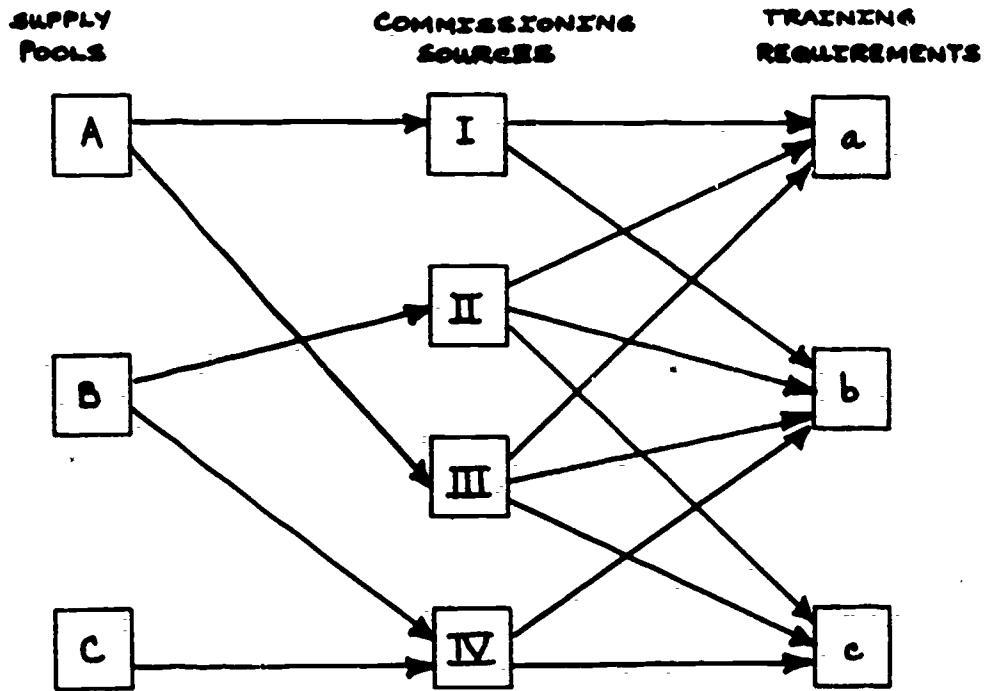 SUPPLY
POOLS
COMMISSIONING
SOURCES
TRAINING
REQUIREMENTS
A
I
a
II
B
b
III
C
IV
c